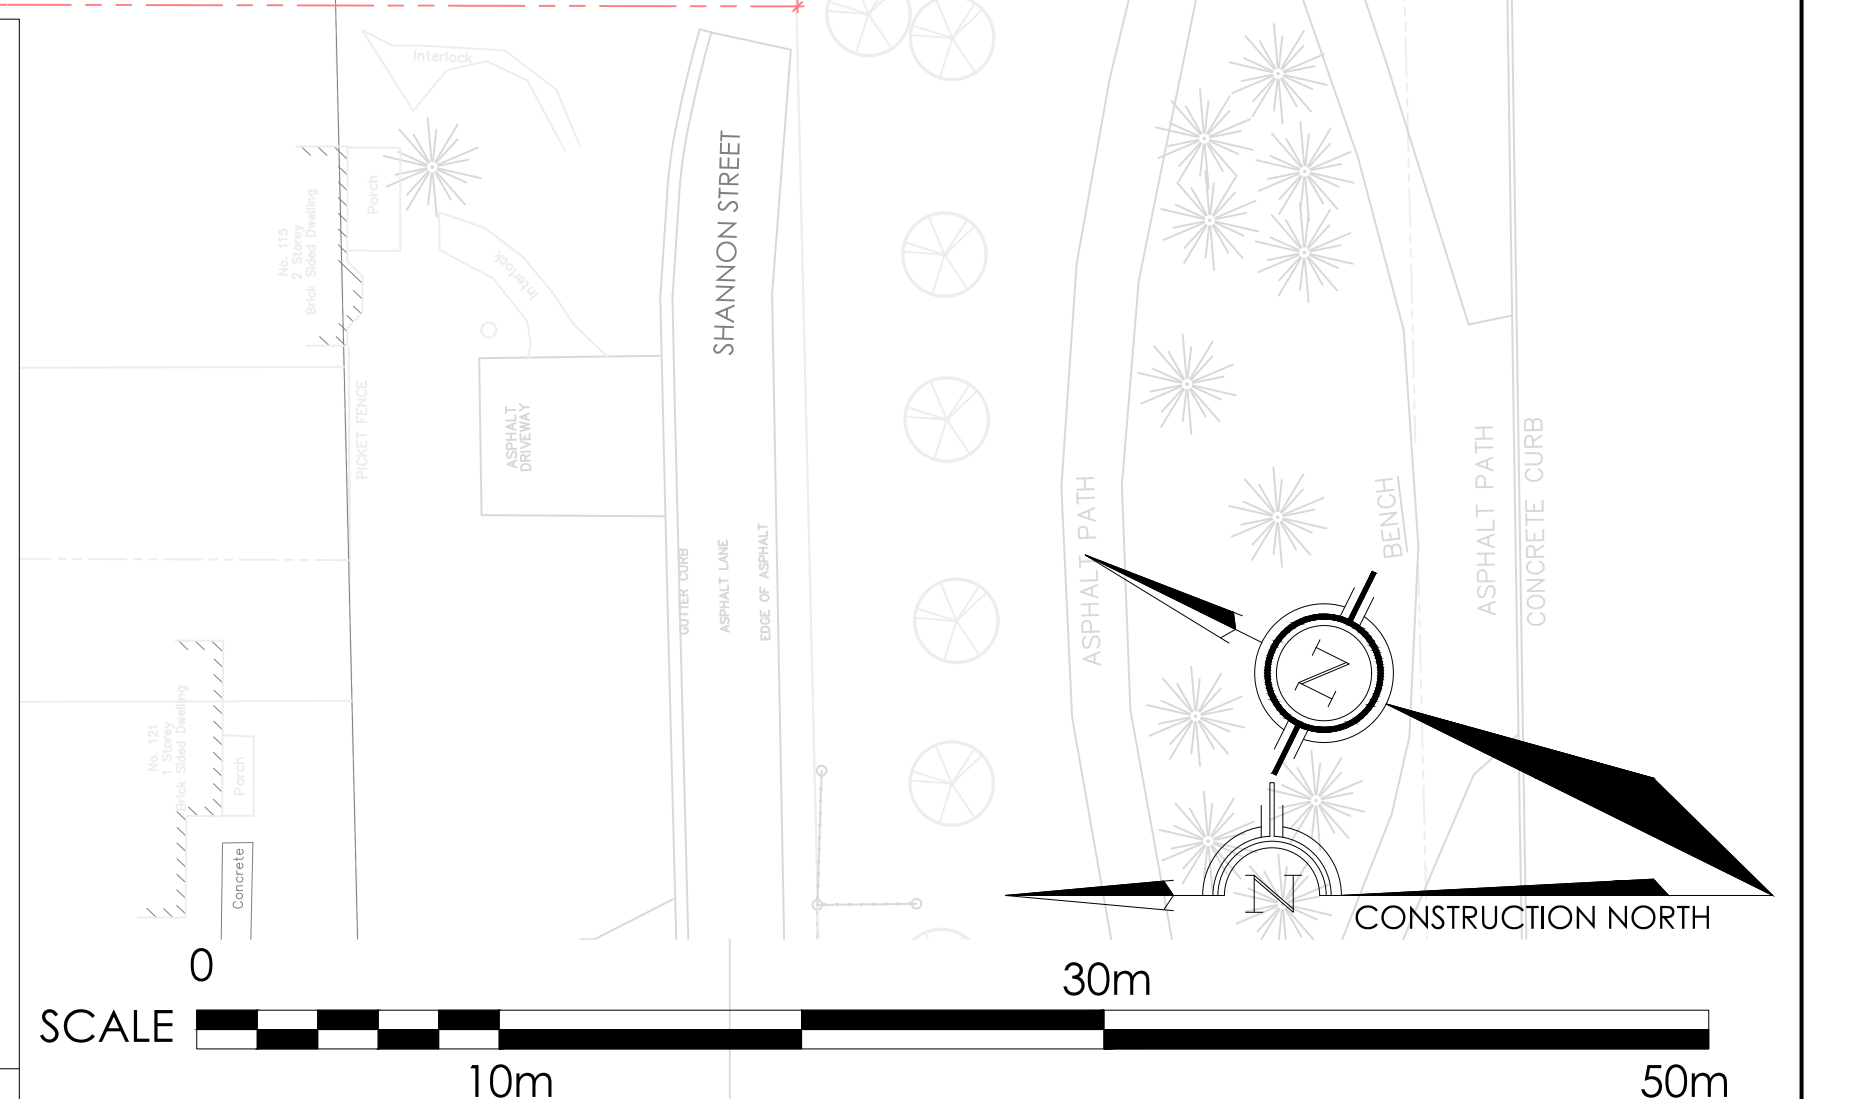 Interlock
Porch
No. 115
2 Storey
Brick Sided Dwelling
Interlock
SHANNON STREET
PICKET FENCE
ASPHALT
DRIVEWAY
GUTTER CURB
ASPHALT LANE
EDGE OF ASPHALT
ASPHALT PATH
BENCH
ASPHALT PATH
CONCRETE CURB
No. 121
1 Storey
Brick Sided Dwelling
Porch
Concrete
N
N
CONSTRUCTION NORTH
0
30m
SCALE
10m
50m